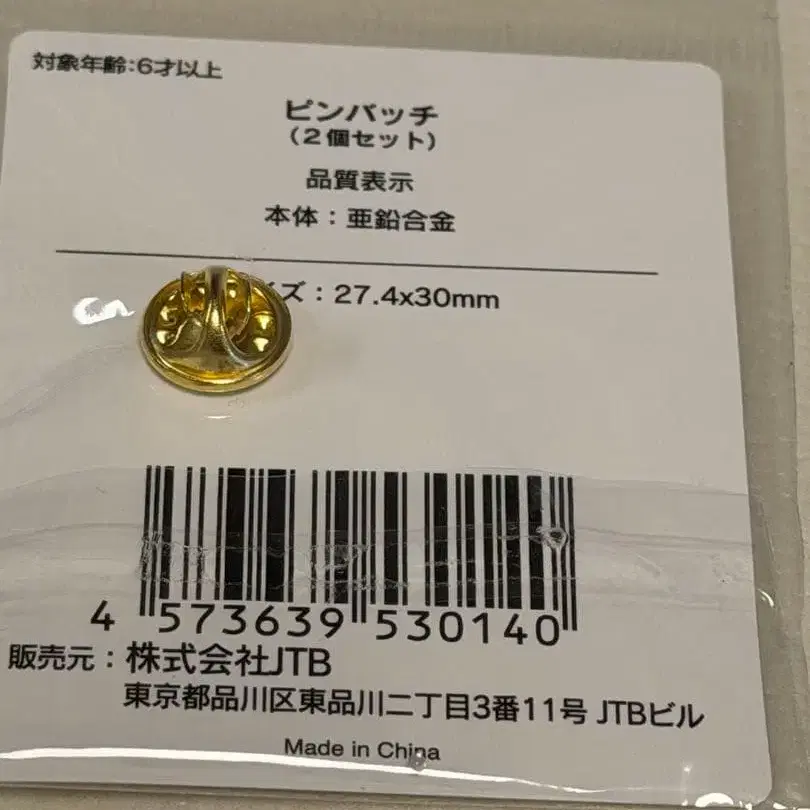 対象年齢:6才以上
ピンバッチ
(2個セット)
品質表示
本体：亜鉛合金
イズ：27.4x30mm
4 573639 530140
販売元：株式会社JTB
東京都品川区東品川二丁目3番11号 JTBビル
Made in China